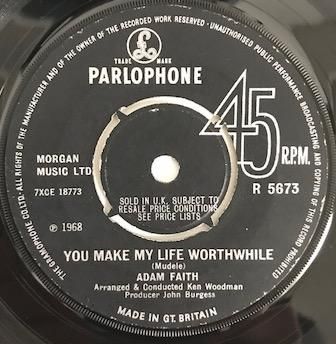 THE GRAMOPHONE CO. LTD. ALL RIGHTS OF THE MANUFACTURER AND OF THE OWNER OF THE RECORDED WORK RESERVED · UNAUTHORISED PUBLIC PERFORMANCE BROADCASTING AND COPYING OF THIS RECORD PROHIBITED
£
TRADE MARK
PARLOPHONE
45 R.P.M.
MORGAN
MUSIC LTD
7XCE 18773
R 5673
SOLD IN U.K. SUBJECT TO
RESALE PRICE CONDITIONS
SEE PRICE LISTS
℗ 1968
YOU MAKE MY LIFE WORTHWHILE
(Mudele)
ADAM FAITH
Arranged & Conducted Ken Woodman
Producer John Burgess
MADE IN GT. BRITAIN